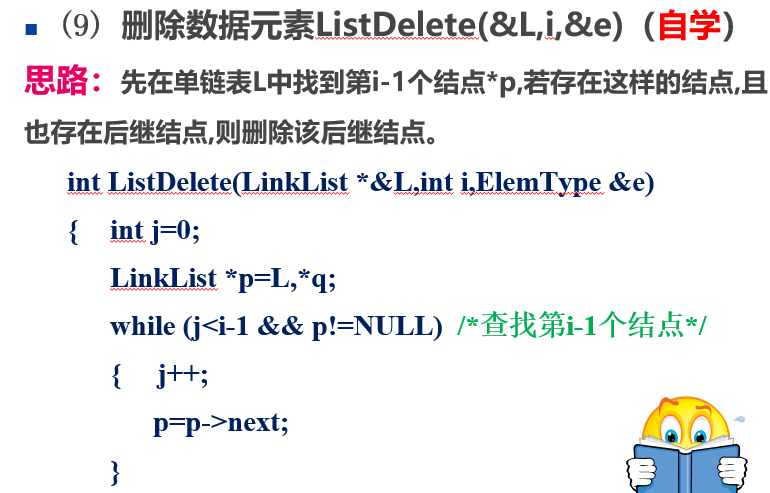 (9) 删除数据元素ListDelete(&L,i,&e)（自学）
思路：先在单链表L中找到第i-1个结点*p,若存在这样的结点,且
也存在后继结点,则删除该后继结点。
int ListDelete(LinkList *&L,int i,ElemType &e)
{ int j=0;
LinkList *p=L,*q;
while (j<i-1 && p!=NULL) /*查找第i-1个结点*/
{ j++;
p=p->next;
}